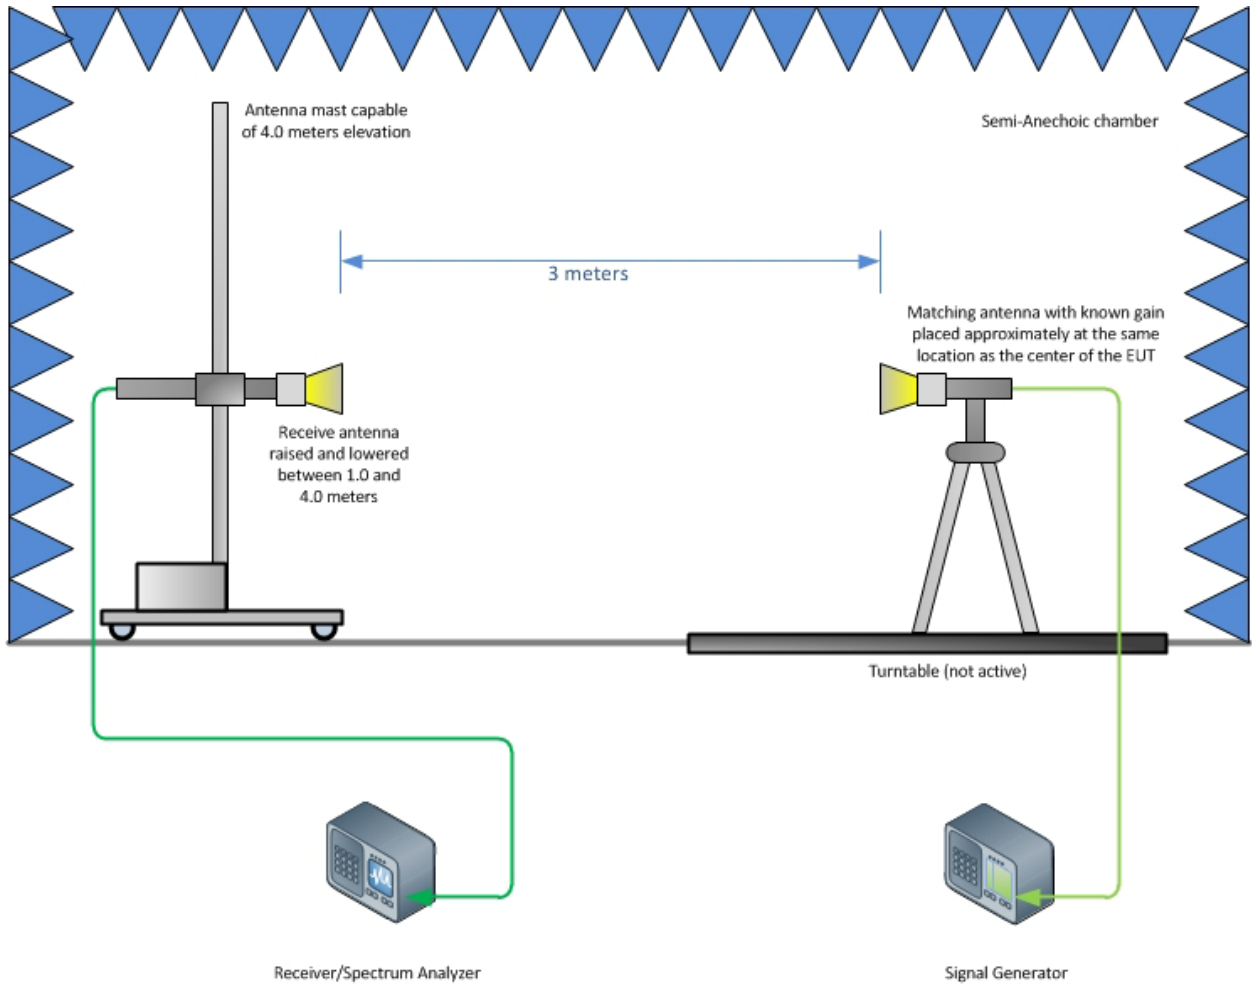 Antenna mast capable
of 4.0 meters elevation
Semi-Anechoic chamber
3 meters
Matching antenna with known gain
placed approximately at the same
location as the center of the EUT
Receive antenna
raised and lowered
between 1.0 and
4.0 meters
Turntable (not active)
Receiver/Spectrum Analyzer
Signal Generator